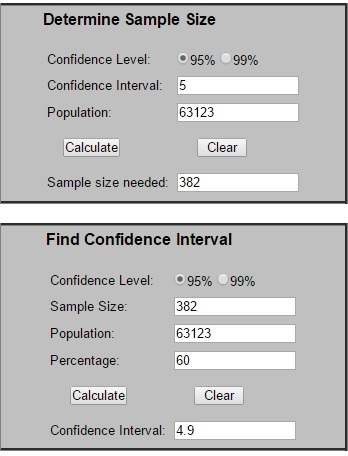 Determine Sample Size
Confidence Level: 95% 99%
Confidence Interval: 5
Population: 63123
Calculate Clear
Sample size needed: 382
Find Confidence Interval
Confidence Level: 95% 99%
Sample Size: 382
Population: 63123
Percentage: 60
Calculate Clear
Confidence Interval: 4.9